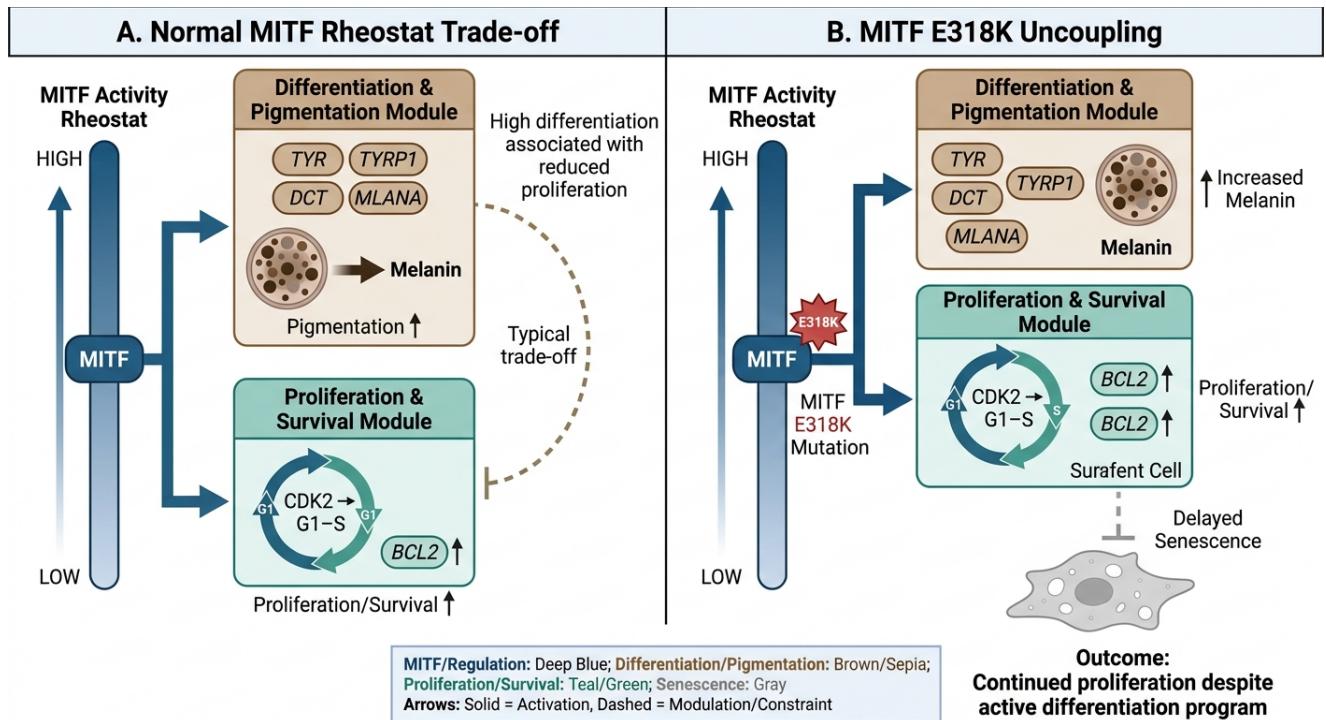 A. Normal MITF Rheostat Trade-off
MITF Activity
Rheostat
HIGH
LOW
MITF
Differentiation &
Pigmentation Module
TYR
TYRP1
DCT
MLANA
Melanin
Pigmentation ↑
High differentiation
associated with
reduced
proliferation
Typical
trade-off
Proliferation &
Survival Module
G1
CDK2 →
G1–S
G1
BCL2 ↑
Proliferation/Survival ↑
B. MITF E318K Uncoupling
MITF Activity
Rheostat
HIGH
LOW
MITF
E318K
MITF
E318K
Mutation
Differentiation &
Pigmentation Module
TYR
TYRP1
DCT
MLANA
Melanin
↑ Increased
Melanin
Proliferation & Survival
Module
G1
CDK2 →
G1–S
S
BCL2 ↑
BCL2 ↑
Surafent Cell
Proliferation/
Survival ↑
Delayed
Senescence
Outcome:
Continued proliferation despite
active differentiation program
MITF/Regulation: Deep Blue; Differentiation/Pigmentation: Brown/Sepia;
Proliferation/Survival: Teal/Green; Senescence: Gray
Arrows: Solid = Activation, Dashed = Modulation/Constraint